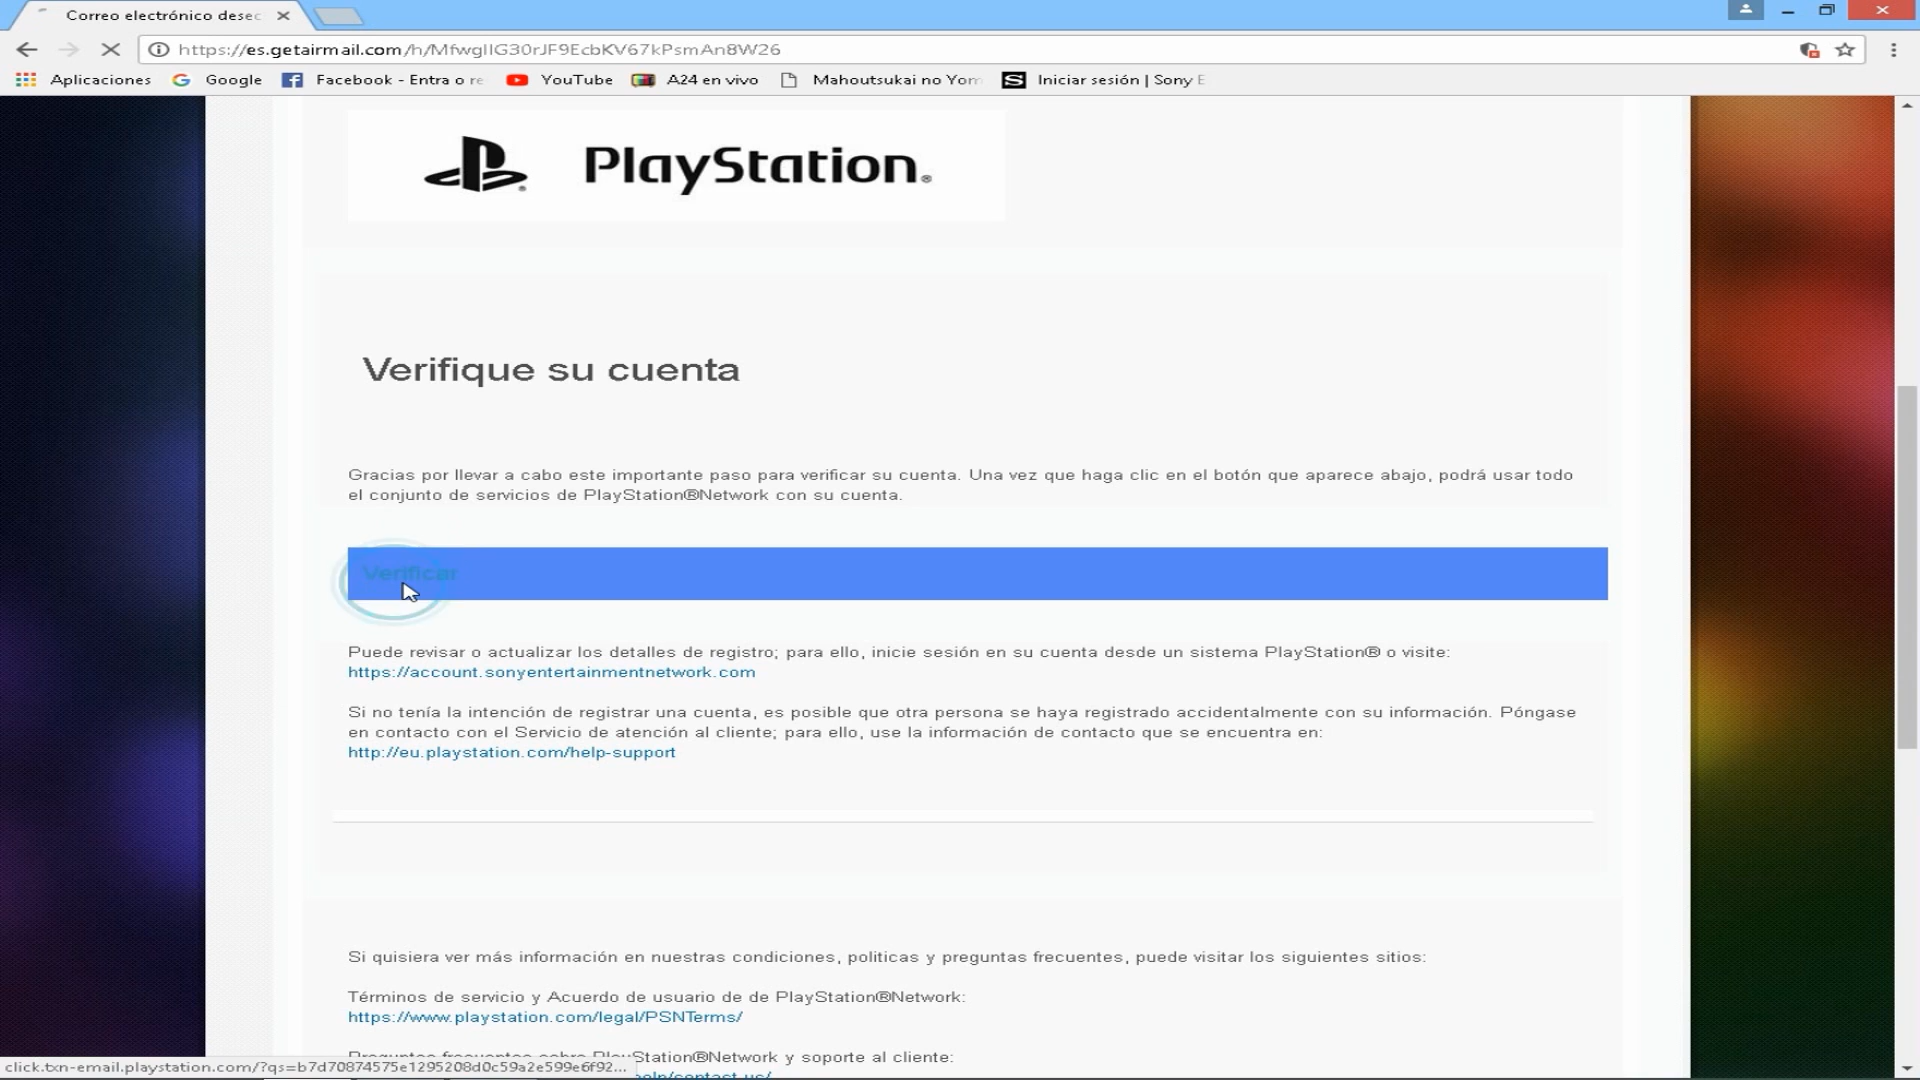 Correo electrónico desec
https://es.getairmail.com/h/MfwgIIG30rJF9EcbKV67kPsmAn8W26
Aplicaciones Google Facebook - Entra o re YouTube A24 en vivo Mahoutsukai no Yom Iniciar sesión | Sony E
PlayStation®
Verifique su cuenta
Gracias por llevar a cabo este importante paso para verificar su cuenta. Una vez que haga clic en el botón que aparece abajo, podrá usar todo
el conjunto de servicios de PlayStation®Network con su cuenta.
Verificar
Puede revisar o actualizar los detalles de registro; para ello, inicie sesión en su cuenta desde un sistema PlayStation® o visite:
https://account.sonyentertainmentnetwork.com
Si no tenía la intención de registrar una cuenta, es posible que otra persona se haya registrado accidentalmente con su información. Póngase
en contacto con el Servicio de atención al cliente; para ello, use la información de contacto que se encuentra en:
http://eu.playstation.com/help-support
Si quisiera ver más información en nuestras condiciones, politicas y preguntas frecuentes, puede visitar los siguientes sitios:
Términos de servicio y Acuerdo de usuario de de PlayStation®Network:
https://www.playstation.com/legal/PSNTerms/
Preguntas frecuentes sobre PlayStation®Network y soporte al cliente:
help/contact-us/
click.txn-email.playstation.com/?qs=b7d70874575e1295208d0c59a2e599e6f92...